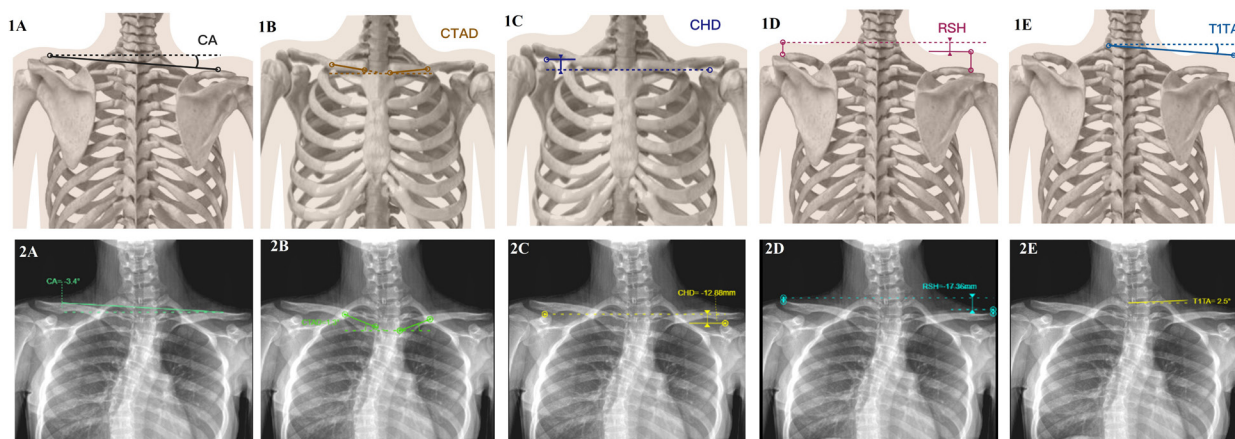 1A
CA
1B
CTAD
1C
CHD
1D
RSH
1E
T1TA
2A
CA= -3.4°
2B
2C
CHD= -12.88mm
2D
RSH=-17.36mm
2E
T1TA= 2.5°